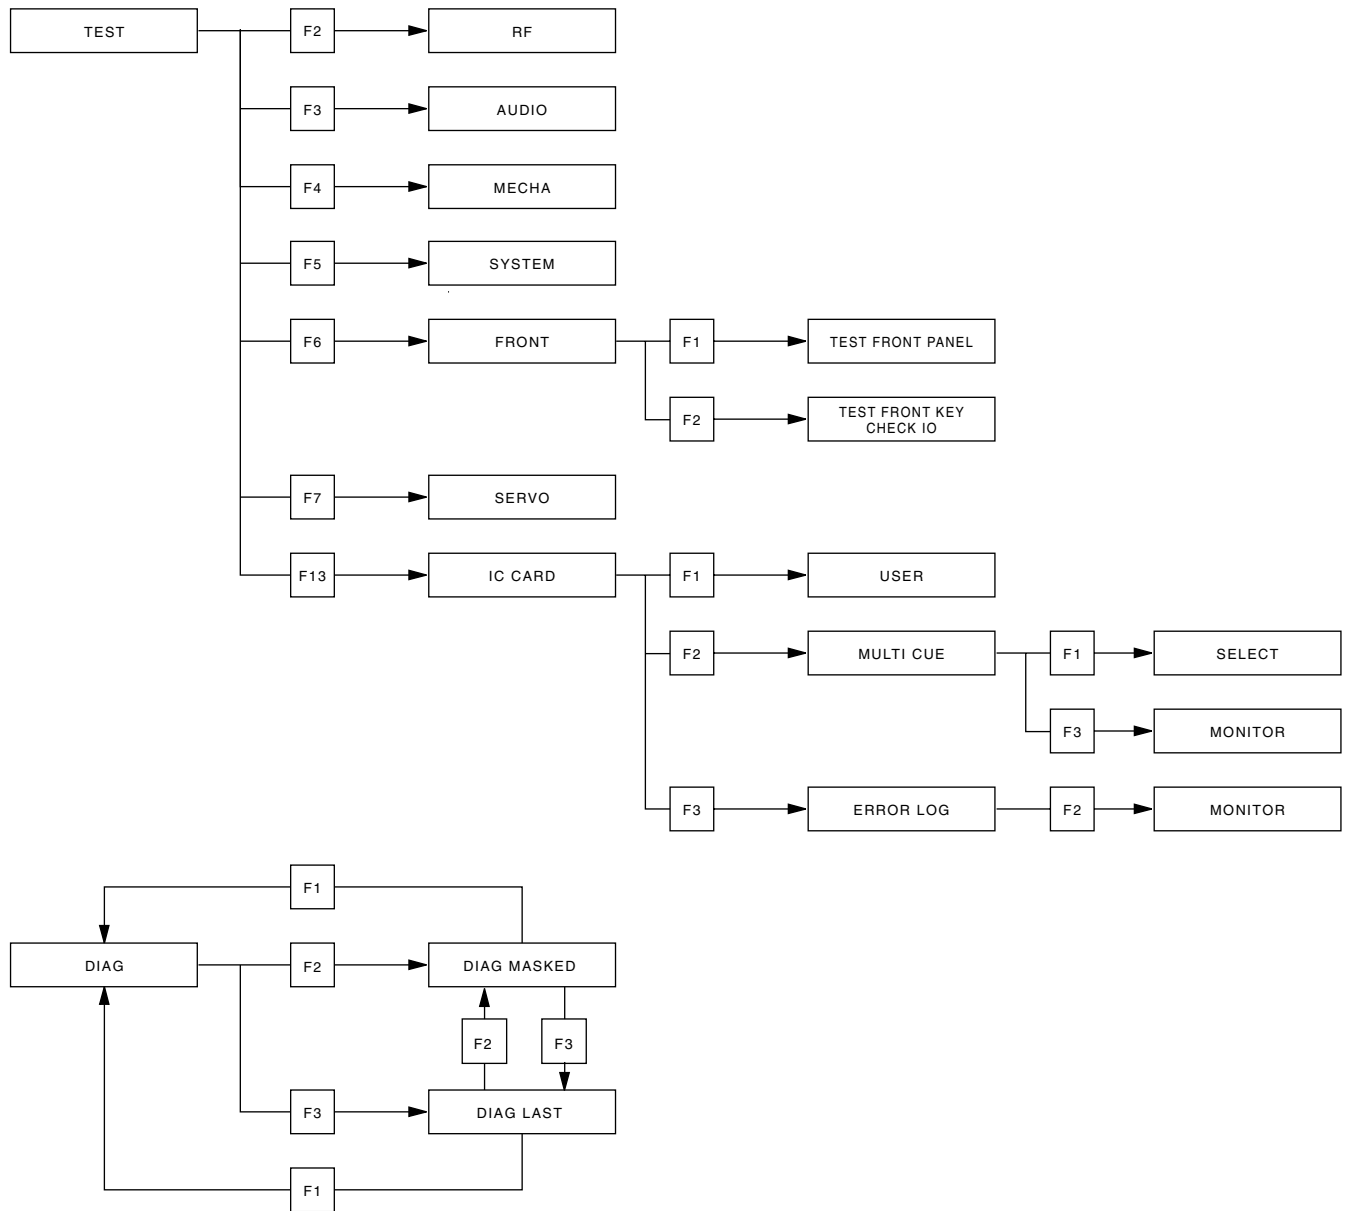 TEST
F2
RF
F3
AUDIO
F4
MECHA
F5
SYSTEM
F6
FRONT
F1
TEST FRONT PANEL
F2
TEST FRONT KEY
CHECK IO
F7
SERVO
F13
IC CARD
F1
USER
F2
MULTI CUE
F1
SELECT
F3
MONITOR
F3
ERROR LOG
F2
MONITOR
F1
DIAG
F2
DIAG MASKED
F2
F3
F3
DIAG LAST
F1